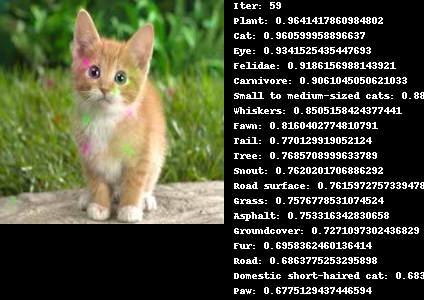 Iter: 59
Plant: 0.9641417860984802
Cat: 0.960599958896637
Eye: 0.9341525435447693
Felidae: 0.9186156988143921
Carnivore: 0.9061045050621033
Small to medium-sized cats: 0.88
Whiskers: 0.8505158424377441
Fawn: 0.8160402774810791
Tail: 0.770129919052124
Tree: 0.7685708999633789
Snout: 0.7620201706886292
Road surface: 0.7615972757339478
Grass: 0.7576778531074524
Asphalt: 0.753316342830658
Groundcover: 0.7271097302436829
Fur: 0.6958362460136414
Road: 0.6863775253295898
Domestic short-haired cat: 0.683
Paw: 0.6775129437446594